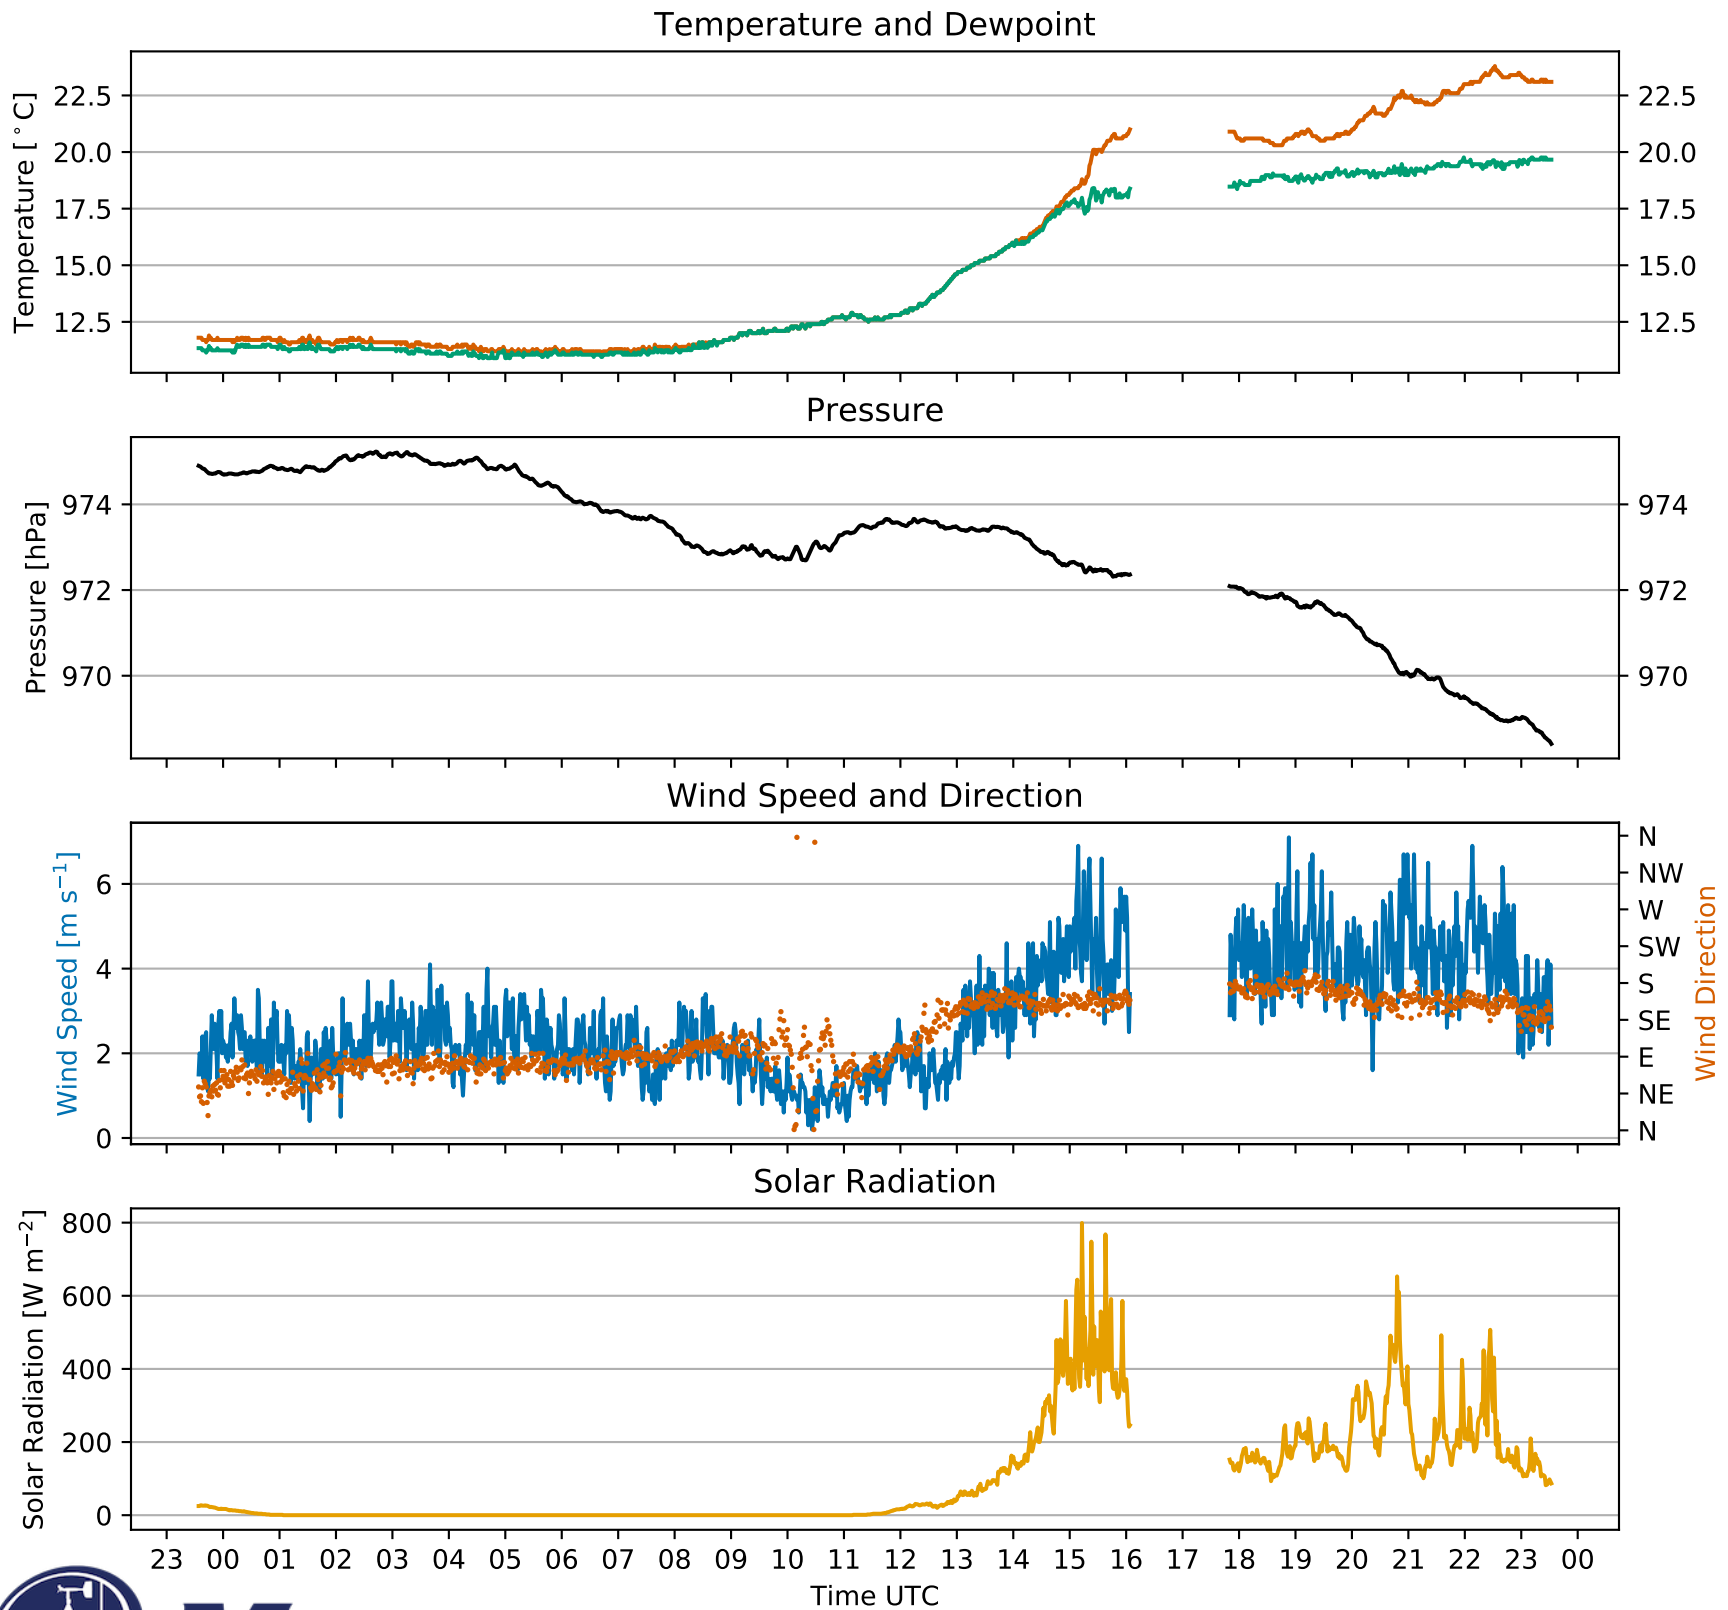 Temperature and Dewpoint
Temperature [°C]
22.5 22.5
20.0 20.0
17.5 17.5
15.0 15.0
12.5 12.5
Pressure
Pressure [hPa]
974 974
972 972
970 970
Wind Speed and Direction
Wind Speed [m s⁻¹]
Wind Direction
6
4
2
0
N
NW
W
SW
S
SE
E
NE
N
Solar Radiation
Solar Radiation [W m⁻²]
800
600
400
200
0
23 00 01 02 03 04 05 06 07 08 09 10 11 12 13 14 15 16 17 18 19 20 21 22 23 00
Time UTC